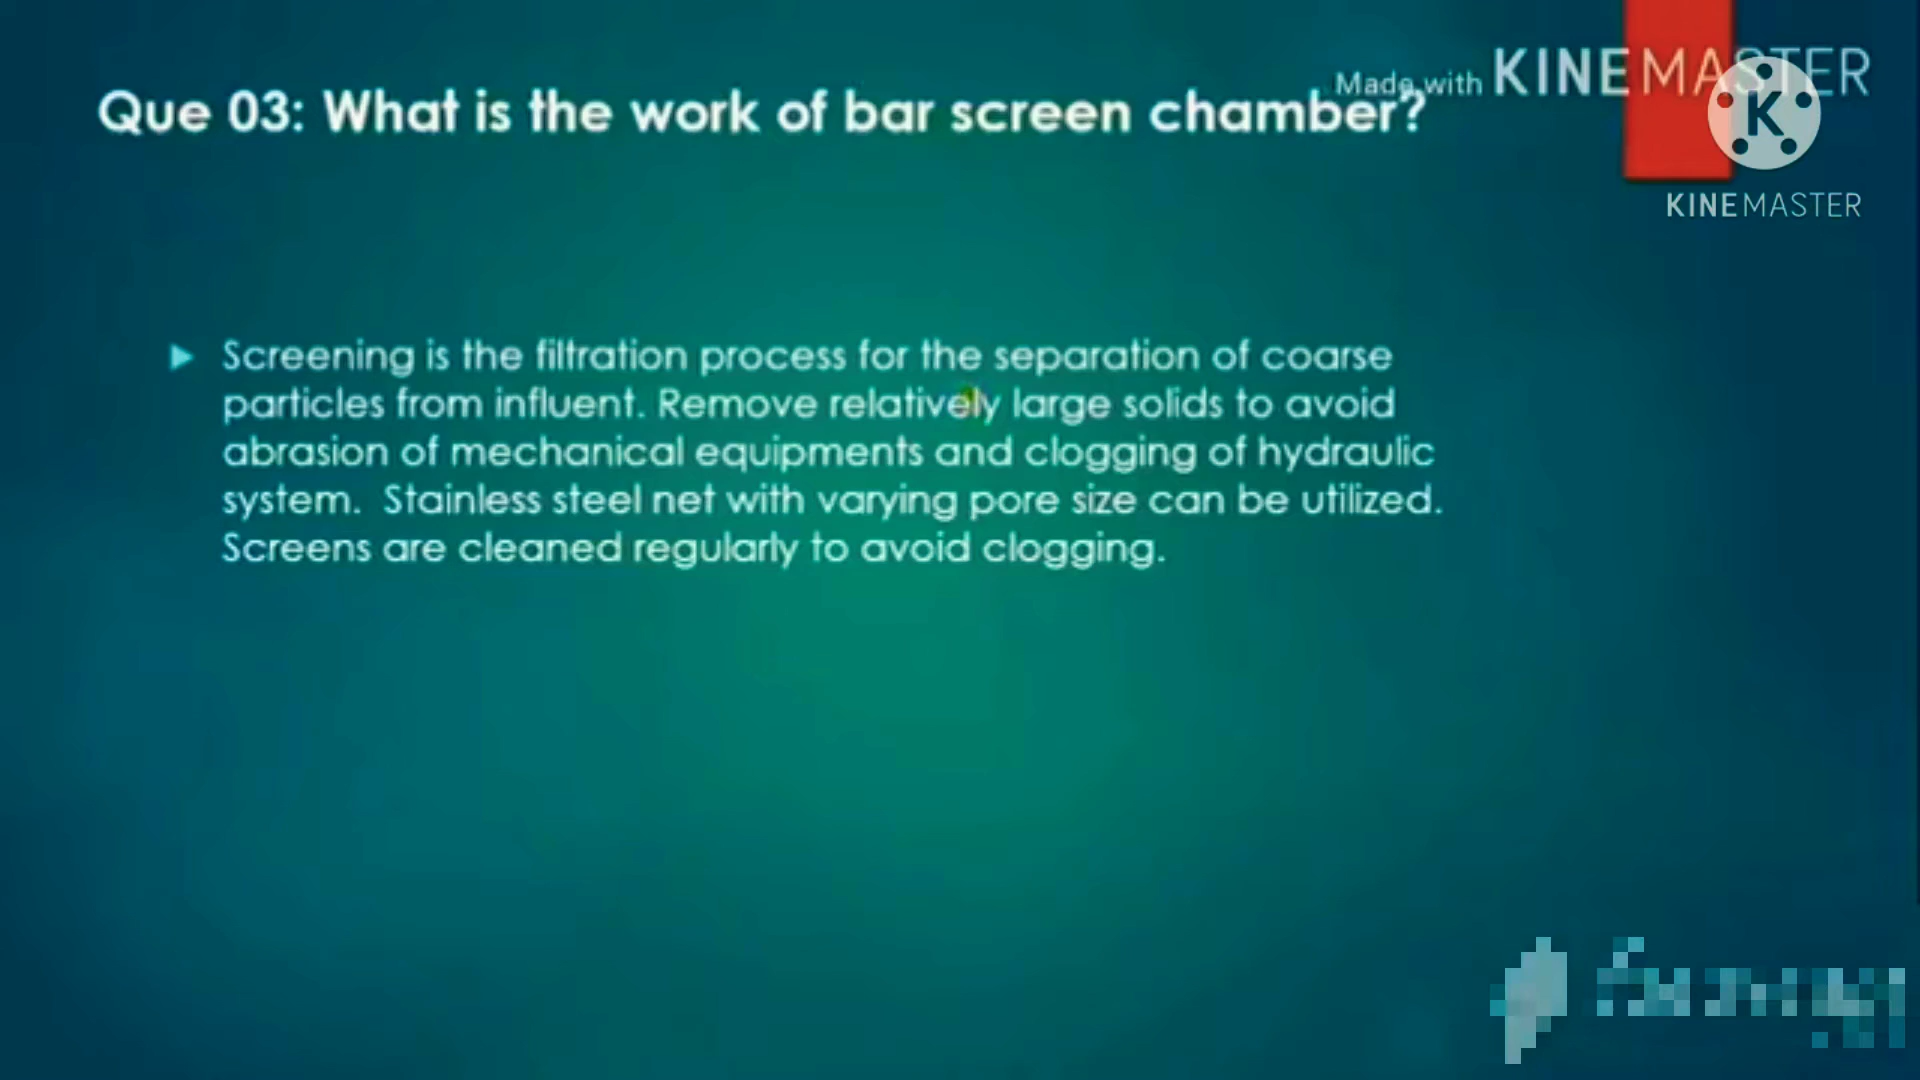 Made with KINEMASTER
Que 03: What is the work of bar screen chamber?
K
KINEMASTER
Screening is the filtration process for the separation of coarse
particles from influent. Remove relatively large solids to avoid
abrasion of mechanical equipments and clogging of hydraulic
system. Stainless steel net with varying pore size can be utilized.
Screens are cleaned regularly to avoid clogging.